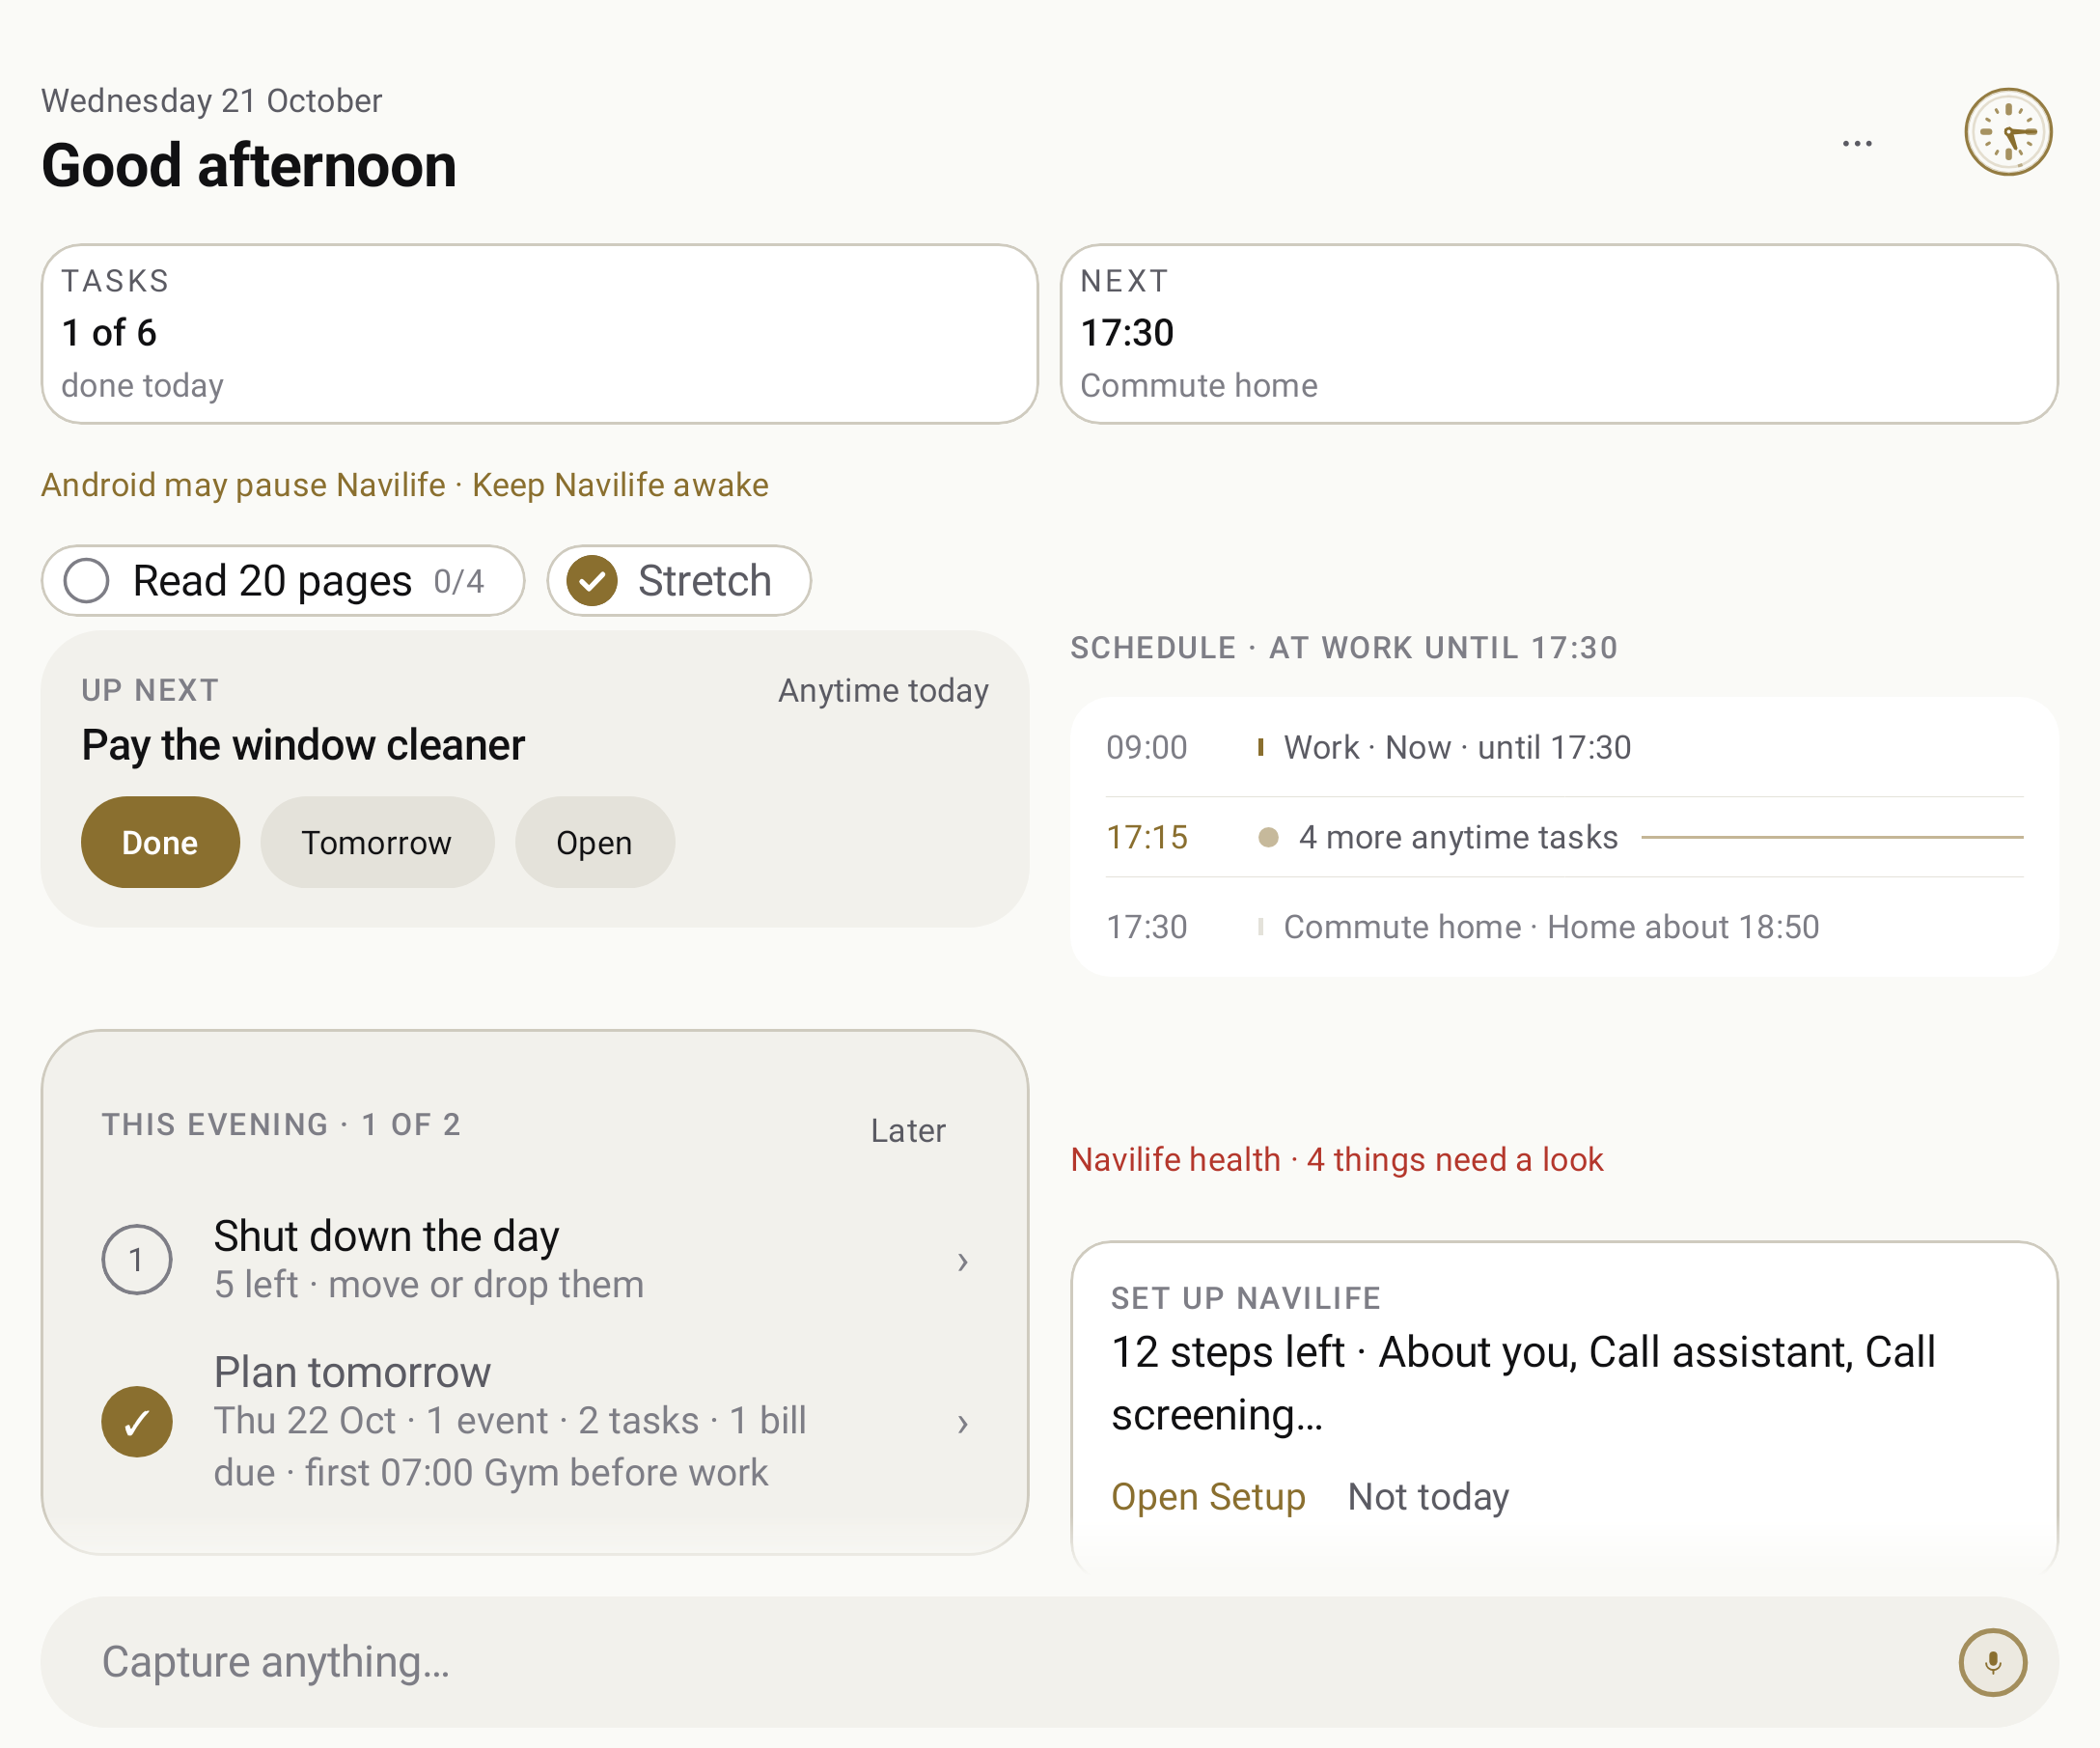 Wednesday 21 October
Good afternoon
...
TASKS
1 of 6
done today
NEXT
17:30
Commute home
Android may pause Navilife · Keep Navilife awake
Read 20 pages 0/4
Stretch
UP NEXT
Anytime today
Pay the window cleaner
Done
Tomorrow
Open
SCHEDULE · AT WORK UNTIL 17:30
09:00 Work · Now · until 17:30
17:15 4 more anytime tasks
17:30 Commute home · Home about 18:50
THIS EVENING · 1 OF 2
Later
1
Shut down the day
5 left · move or drop them
Plan tomorrow
Thu 22 Oct · 1 event · 2 tasks · 1 bill
due · first 07:00 Gym before work
Navilife health · 4 things need a look
SET UP NAVILIFE
12 steps left · About you, Call assistant, Call
screening…
Open Setup
Not today
Capture anything…